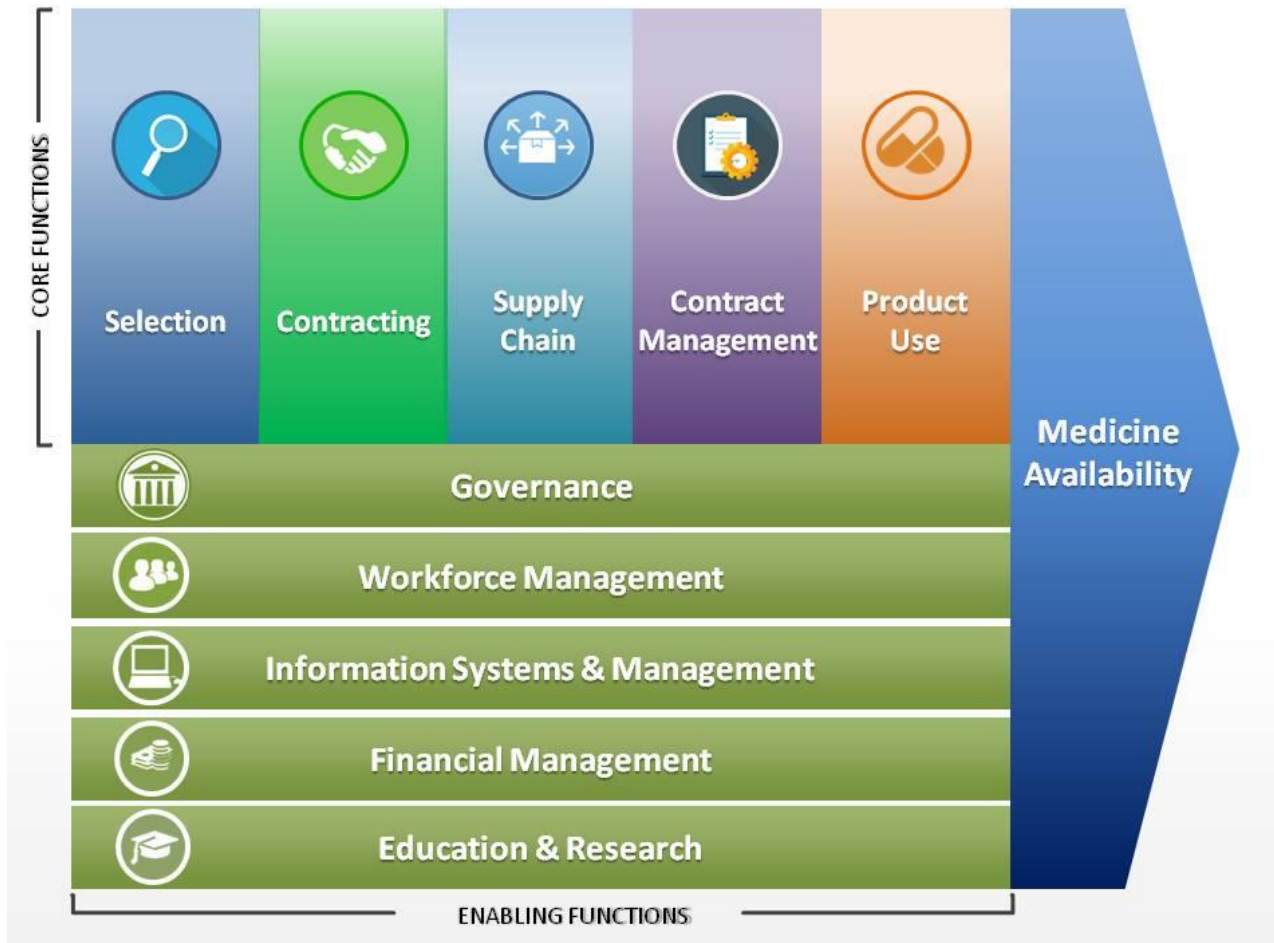 CORE FUNCTIONS
Selection
Contracting
Supply
Chain
Contract
Management
Product
Use
Medicine
Availability
Governance
Workforce Management
Information Systems & Management
Financial Management
Education & Research
ENABLING FUNCTIONS